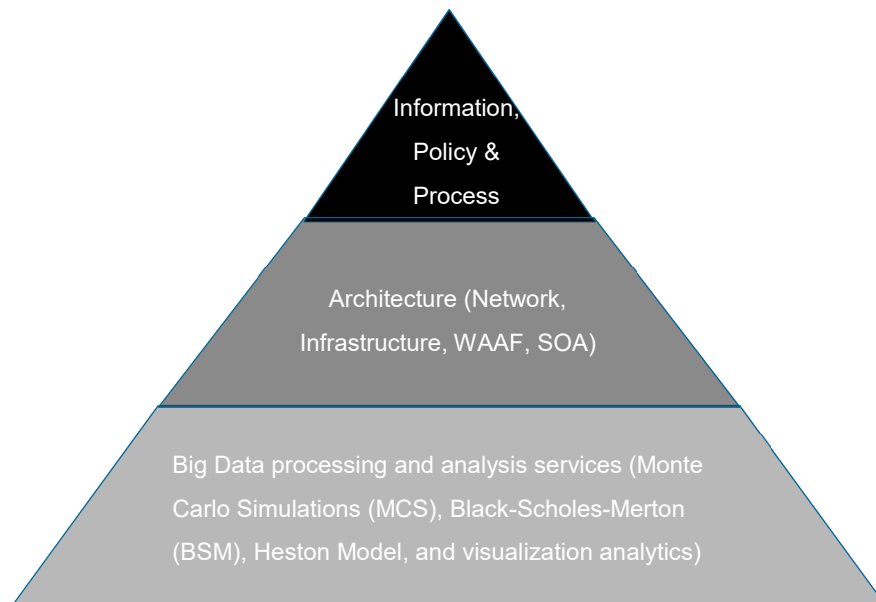 Information,
Policy &
Process
Architecture (Network,
Infrastructure, WAAF, SOA)
Big Data processing and analysis services (Monte
Carlo Simulations (MCS), Black-Scholes-Merton
(BSM), Heston Model, and visualization analytics)